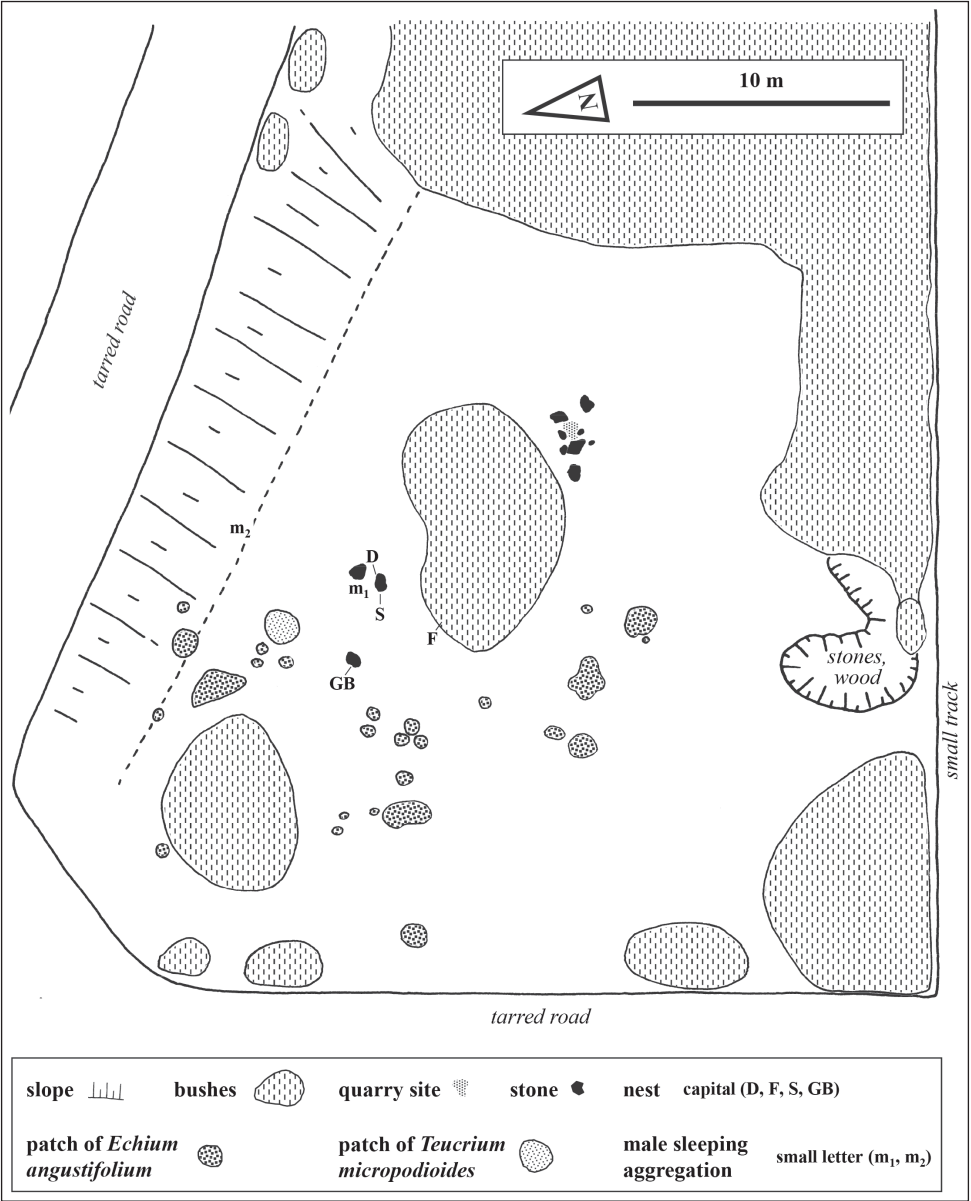 10 m
N
tarred road
m2
D
m1
S
F
GB
stones,
wood
small track
tarred road
slope
bushes
quarry site
stone
nest capital (D, F, S, GB)
patch of Echium
angustifolium
patch of Teucrium
micropodioides
male sleeping
aggregation
small letter (m1, m2)